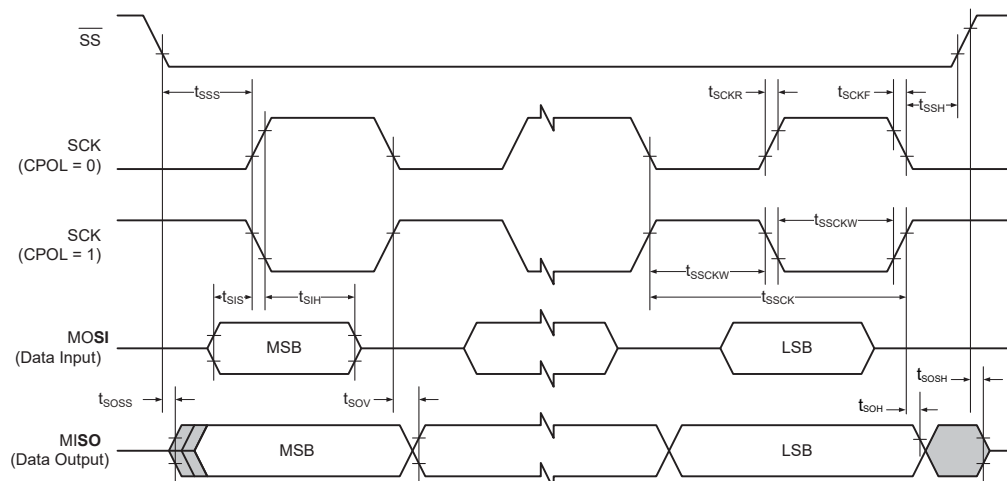 SS
tSSS
tSCKR
tSCKF
tSSH
SCK
(CPOL = 0)
SCK
(CPOL = 1)
tSSCKW
tSSCKW
tSSCK
tSIS
tSIH
MOSI
(Data Input)
MSB
LSB
tSOSS
tSOV
tSOH
tSOSH
MISO
(Data Output)
MSB
LSB